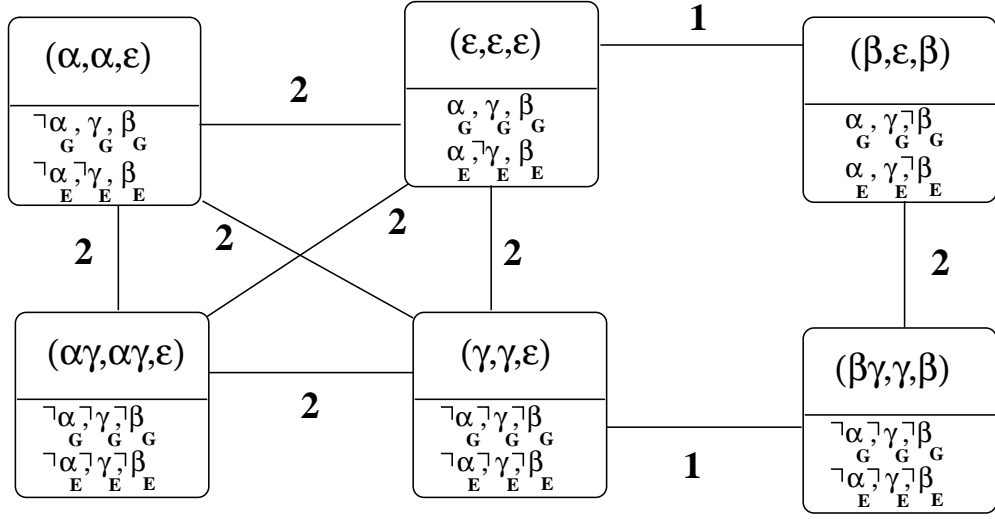 (α,α,ε)
¬α_G, γ_G, β_G
¬α_E,¬γ_E, β_E
2
(ε,ε,ε)
α_G, γ_G, β_G
α_E,¬γ_E, β_E
1
(β,ε,β)
α_G, γ_G,¬β_G
α_E, γ_E,¬β_E
2
2
2
2
2
(αγ,αγ,ε)
¬α_G,¬γ_G,¬β_G
¬α_E,¬γ_E,¬β_E
2
(γ,γ,ε)
¬α_G,¬γ_G,¬β_G
¬α_E,¬γ_E,¬β_E
1
(βγ,γ,β)
¬α_G,¬γ_G,¬β_G
¬α_E,¬γ_E,¬β_E